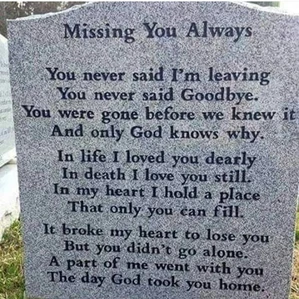 Missing You Always
You never said I'm leaving
You never said Goodbye.
You were gone before we knew it
And only God knows why.
In life I loved you dearly
In death I love you still.
In my heart I hold a place
That only you can fill.
It broke my heart to lose you
But you didn't go alone.
A part of me went with you
The day God took you home.